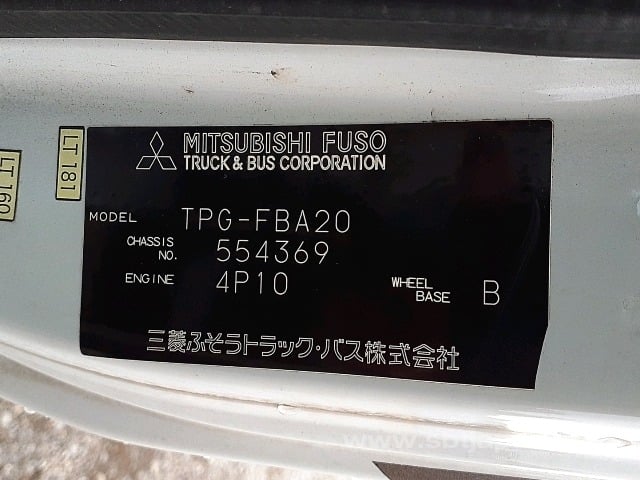 MITSUBISHI FUSO
TRUCK & BUS CORPORATION
LT 181
LT 160
MODEL TPG-FBA20
CHASSIS NO. 554369
ENGINE 4P10
WHEEL BASE B
三菱ふそうトラック・バス株式会社